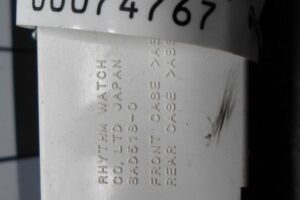 00074767
RHYTHM WATCH
CO., LTD. JAPAN
8AD518-0
FRONT CASE: >AB
REAR CASE >ABS